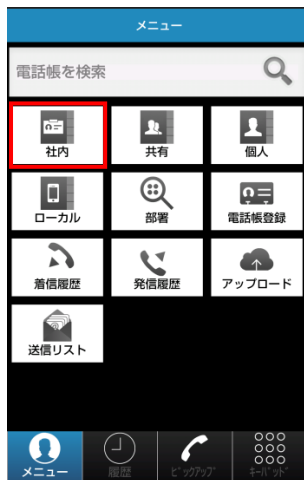 メニュー
電話帳を検索
社内 共有 個人
ローカル 部署 電話帳登録
着信履歴 発信履歴 アップロード
送信リスト
メニュー 履歴 ﾋﾟｯｸｱｯﾌﾟ ｷｰﾊﾟｯﾄﾞ